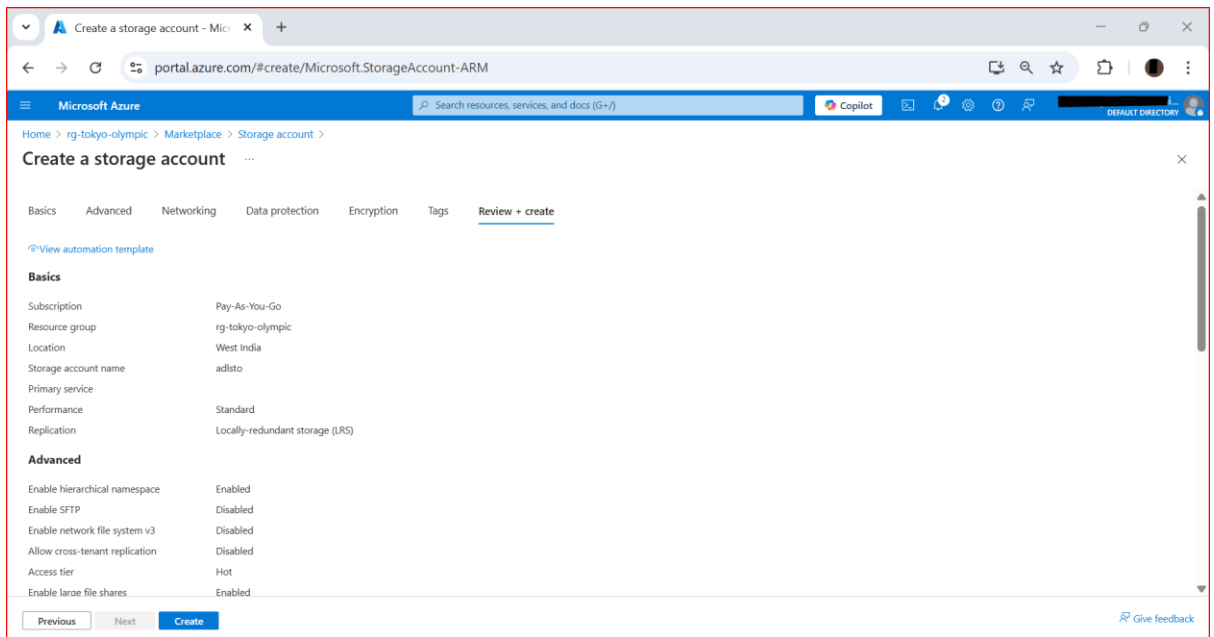 Create a storage account - Micr
portal.azure.com/#create/Microsoft.StorageAccount-ARM
Microsoft Azure
Search resources, services, and docs (G+/)
Copilot
2
DEFAULT DIRECTORY
Home > rg-tokyo-olympic > Marketplace > Storage account >
Create a storage account ...
Basics Advanced Networking Data protection Encryption Tags Review + create
View automation template
Basics
Subscription Pay-As-You-Go
Resource group rg-tokyo-olympic
Location West India
Storage account name adlsto
Primary service
Performance Standard
Replication Locally-redundant storage (LRS)
Advanced
Enable hierarchical namespace Enabled
Enable SFTP Disabled
Enable network file system v3 Disabled
Allow cross-tenant replication Disabled
Access tier Hot
Enable large file shares Enabled
Previous Next Create Give feedback